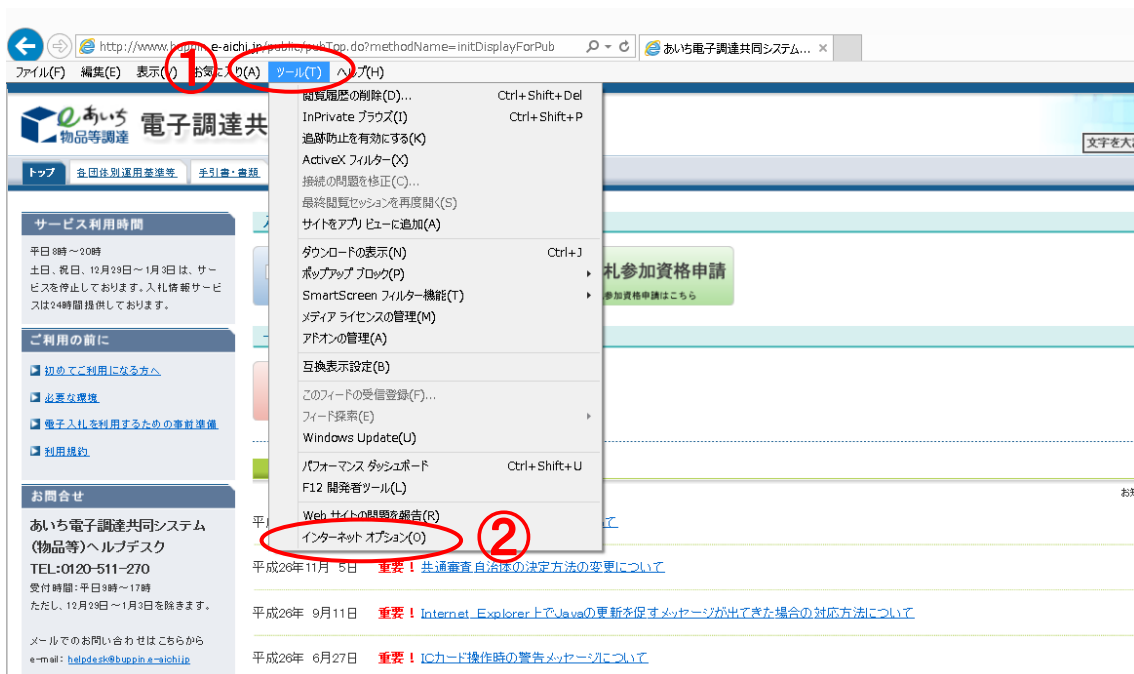 http://www.buppin.e-aichi.jp/public/pubTop.do?methodName=initDisplayForPub
あいち電子調達共同システム...
ファイル(F) 編集(E) 表示(V) お気に入り(A) ツール(T) ヘルプ(H)
①
閲覧履歴の削除(D)... Ctrl+Shift+Del
InPrivate ブラウズ(I) Ctrl+Shift+P
追跡防止を有効にする(K)
ActiveX フィルター(X)
接続の問題を修正(C)...
最終閲覧セッションを再度開く(S)
サイトをアプリ ビューに追加(A)
ダウンロードの表示(N) Ctrl+J
ポップアップ ブロック(P)
SmartScreen フィルター機能(T)
メディア ライセンスの管理(M)
アドオンの管理(A)
互換表示設定(B)
このフィードの受信登録(F)...
フィード探索(E)
Windows Update(U)
パフォーマンス ダッシュボード Ctrl+Shift+U
F12 開発者ツール(L)
Web サイトの問題を報告(R)
インターネット オプション(O)
②
あいち
物品等調達
電子調達共
文字を大
トップ 各団体別運用基準等 手引書・書類
サービス利用時間
平日8時～20時
土日、祝日、12月29日～1月3日は、サー
ビスを停止しております。入札情報サービ
スは24時間提供しております。
札参加資格申請
参加資格申請はこちら
ご利用の前に
初めてご利用になる方へ
必要な環境
電子入札を利用するための事前準備
利用規約
お問合せ
あいち電子調達共同システム
(物品等)ヘルプデスク
TEL:0120-511-270
受付時間：平日9時～17時
ただし、12月29日～1月3日を除きます。
メールでのお問い合わせはこちらから
e-mail: helpdesk@buppin.e-aichi.jp
お知
いて
平成26年11月 5日 重要！ 共通審査自治体の決定方法の変更について
平成26年 9月11日 重要！ Internet Explorer上でJavaの更新を促すメッセージが出てきた場合の対応方法について
平成26年 6月27日 重要！ ICカード操作時の警告メッセージについて